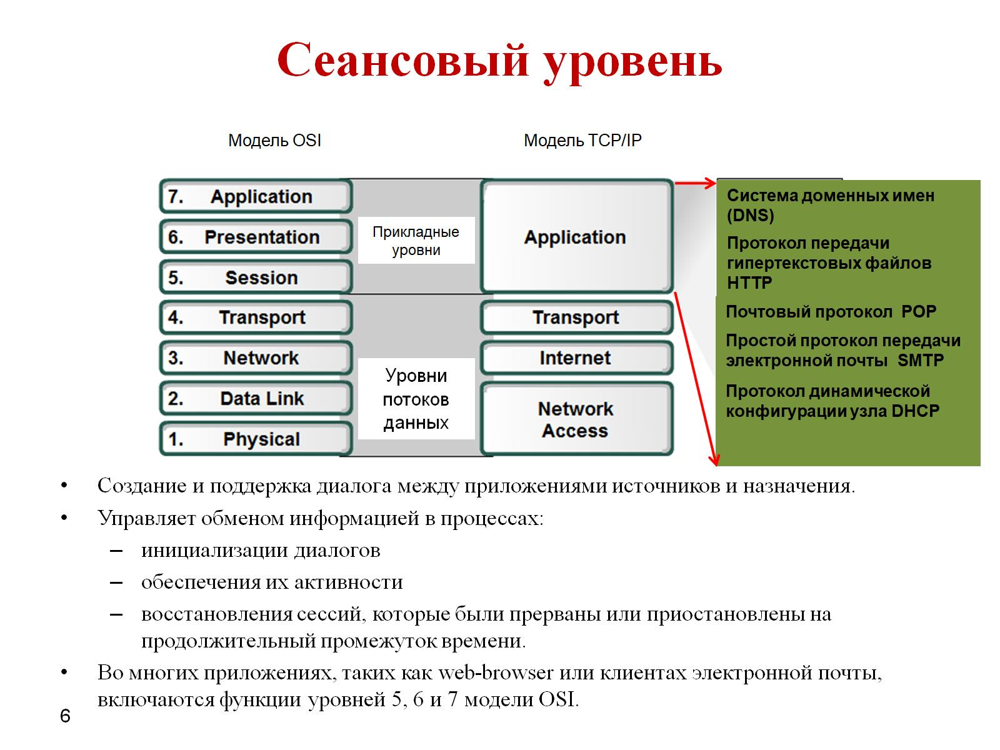 Сеансовый уровень
Модель OSI
Модель TCP/IP
7. Application
6. Presentation
5. Session
4. Transport
3. Network
2. Data Link
1. Physical
Прикладные
уровни
Уровни
потоков
данных
Application
Transport
Internet
Network
Access
Система доменных имен
(DNS)
Протокол передачи
гипертекстовых файлов
HTTP
Почтовый протокол POP
Простой протокол передачи
электронной почты SMTP
Протокол динамической
конфигурации узла DHCP
• Создание и поддержка диалога между приложениями источников и назначения.
• Управляет обменом информацией в процессах:
– инициализации диалогов
– обеспечения их активности
– восстановления сессий, которые были прерваны или приостановлены на
продолжительный промежуток времени.
• Во многих приложениях, таких как web-browser или клиентах электронной почты,
включаются функции уровней 5, 6 и 7 модели OSI.
6